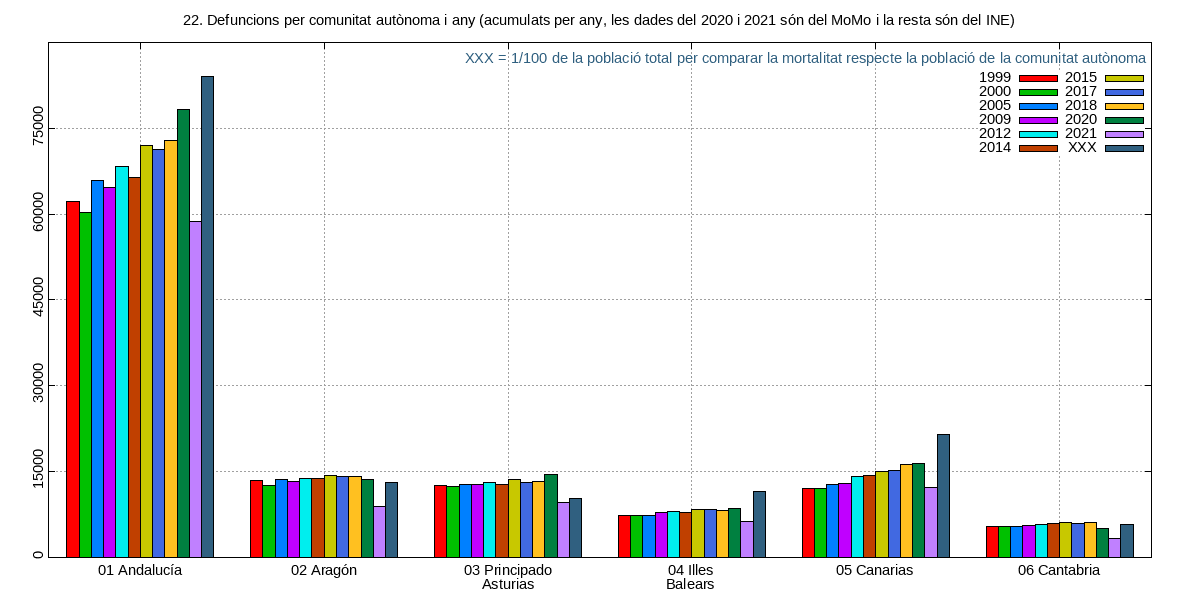 22. Defuncions per comunitat autònoma i any (acumulats per any, les dades del 2020 i 2021 són del MoMo i la resta són del INE)
XXX = 1/100 de la població total per comparar la mortalitat respecte la població de la comunitat autònoma
1999 2015
2000 2017
2005 2018
2009 2020
2012 2021
2014 XXX
75000
60000
45000
30000
15000
0
01 Andalucía 02 Aragón 03 Principado 04 Illes 05 Canarias 06 Cantabria
Asturias Balears